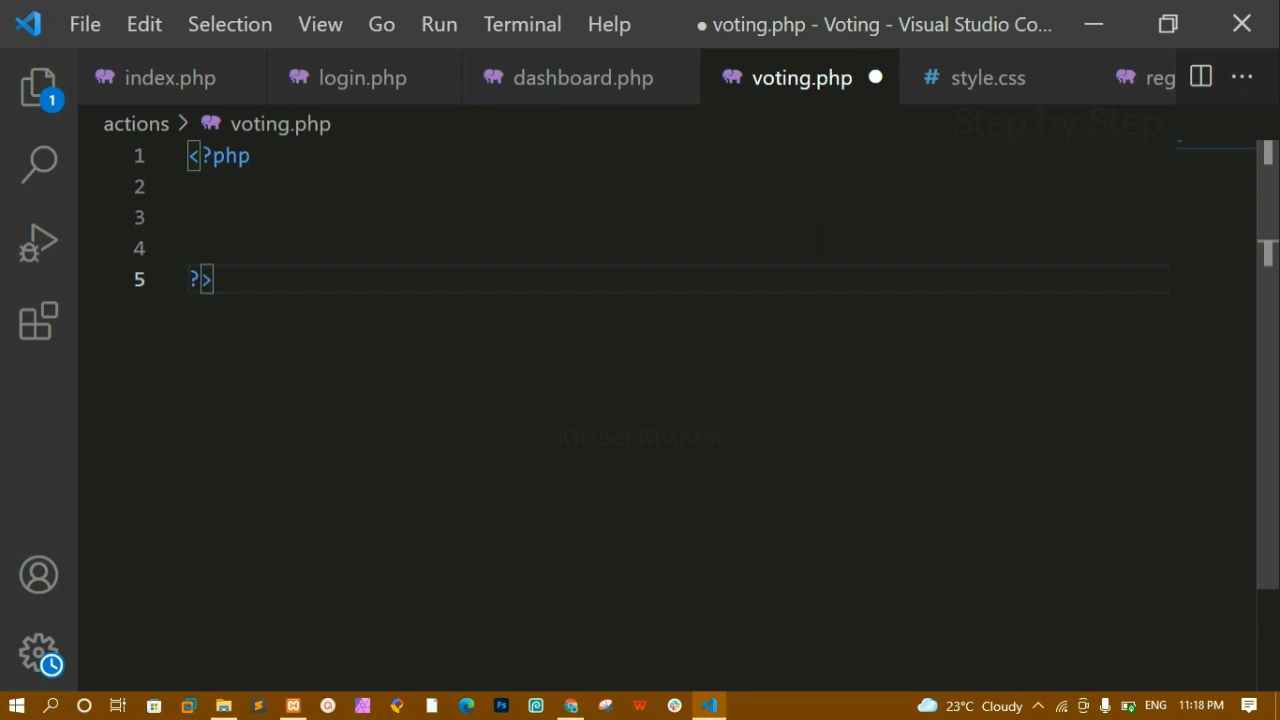 File Edit Selection View Go Run Terminal Help ● voting.php - Voting - Visual Studio Co...
index.php login.php dashboard.php voting.php # style.css reg
1
actions > voting.php
Step by Step
1 <?php
2
3
4
5 ?>
Khaiser Khanam
23°C Cloudy ENG 11:18 PM